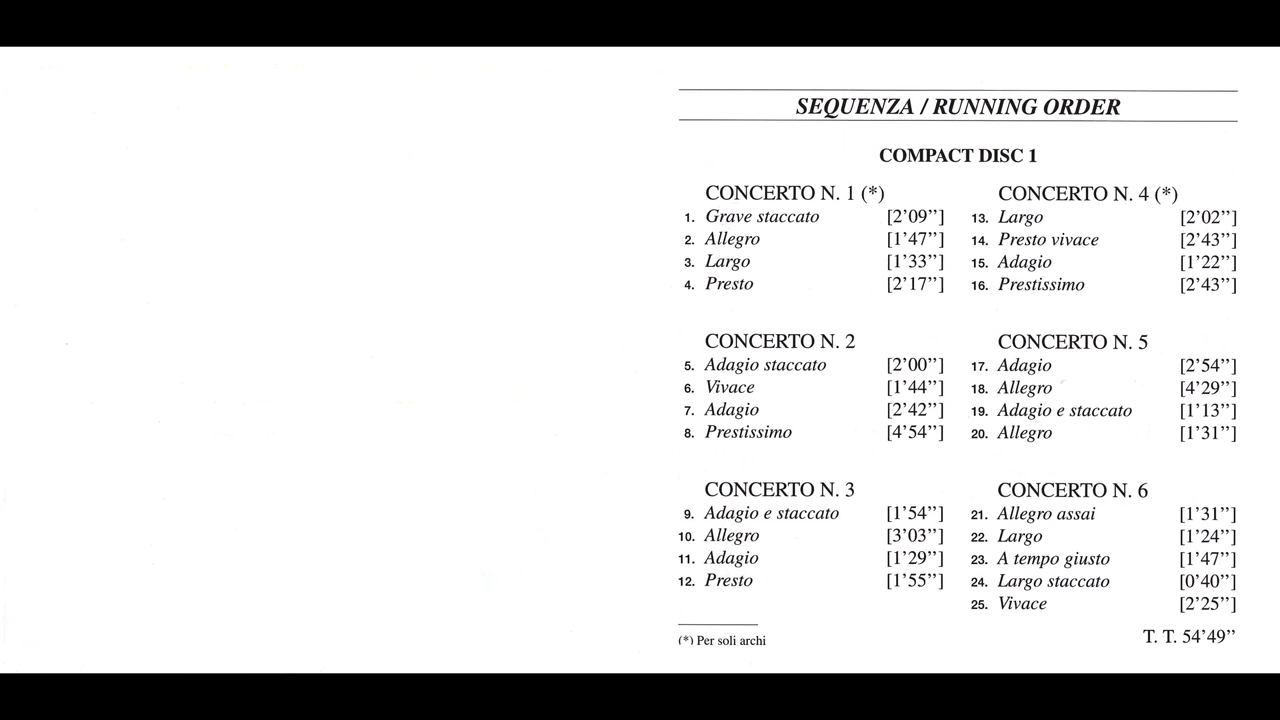 SEQUENZA / RUNNING ORDER
COMPACT DISC 1
CONCERTO N. 1 (*)
1. Grave staccato [2’09”]
2. Allegro [1’47”]
3. Largo [1’33”]
4. Presto [2’17”]
CONCERTO N. 2
5. Adagio staccato [2’00”]
6. Vivace [1’44”]
7. Adagio [2’42”]
8. Prestissimo [4’54”]
CONCERTO N. 3
9. Adagio e staccato [1’54”]
10. Allegro [3’03”]
11. Adagio [1’29”]
12. Presto [1’55”]
(*) Per soli archi
CONCERTO N. 4 (*)
13. Largo [2’02”]
14. Presto vivace [2’43”]
15. Adagio [1’22”]
16. Prestissimo [2’43”]
CONCERTO N. 5
17. Adagio [2’54”]
18. Allegro [4’29”]
19. Adagio e staccato [1’13”]
20. Allegro [1’31”]
CONCERTO N. 6
21. Allegro assai [1’31”]
22. Largo [1’24”]
23. A tempo giusto [1’47”]
24. Largo staccato [0’40”]
25. Vivace [2’25”]
T. T. 54’49”